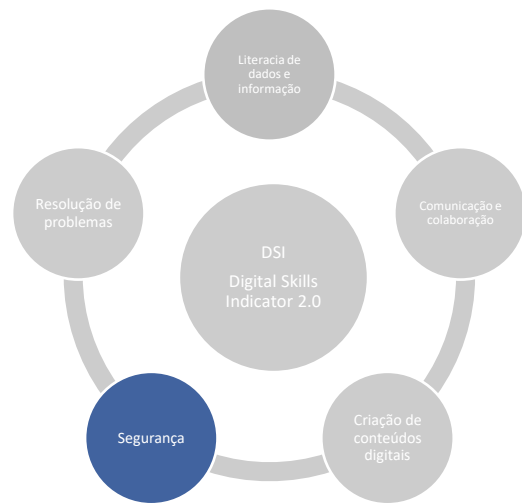 Literacia de
dados e
informação
Comunicação e
colaboração
Criação de
conteúdos
digitais
Segurança
Resolução de
problemas
DSI
Digital Skills
Indicator 2.0